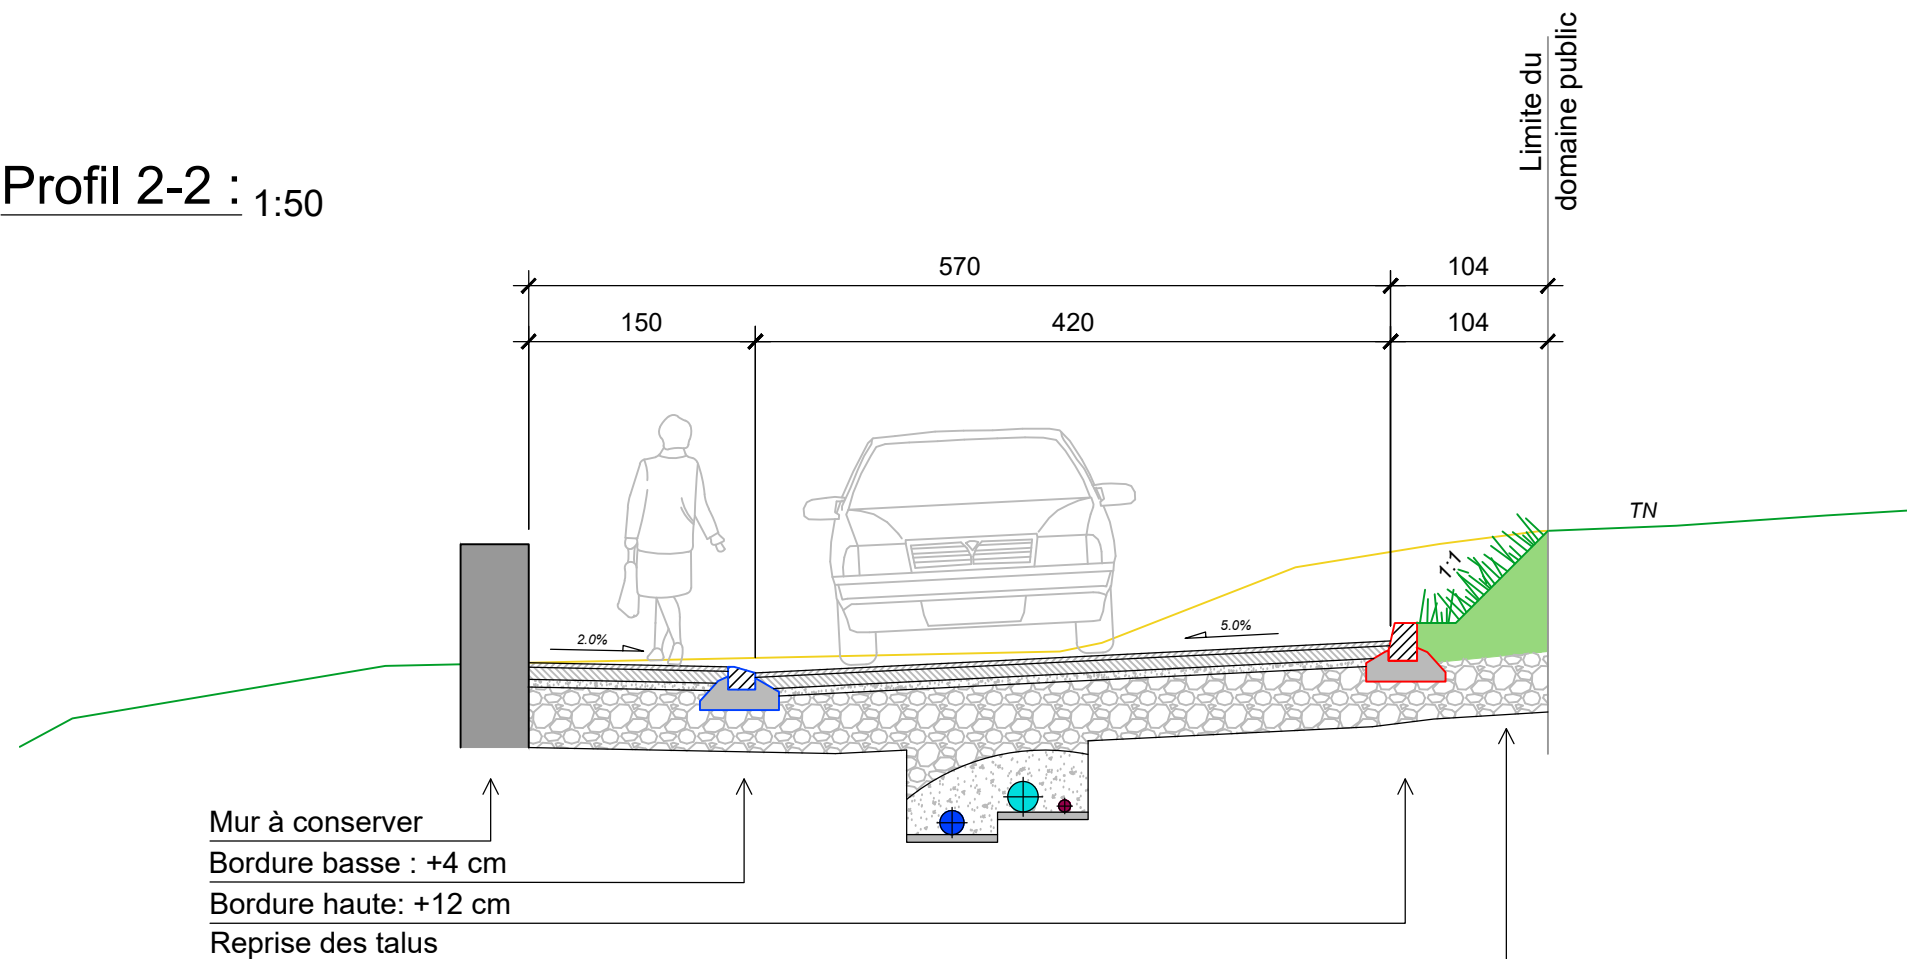 Limite du
domaine public
Profil 2-2 : 1:50
570 104
150 420 104
TN
1:1
2.0% 5.0%
Mur à conserver
Bordure basse : +4 cm
Bordure haute: +12 cm
Reprise des talus